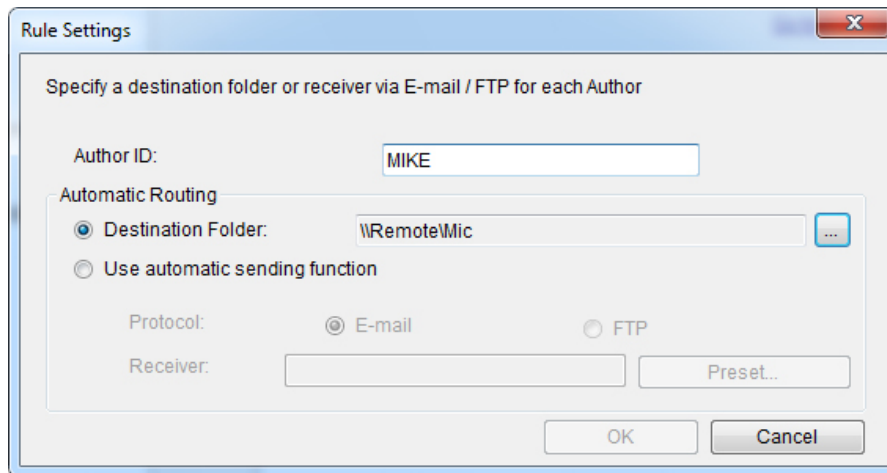 Rule Settings
Specify a destination folder or receiver via E-mail / FTP for each Author
Author ID: MIKE
Automatic Routing
Destination Folder: \\Remote\Mic ...
Use automatic sending function
Protocol: E-mail FTP
Receiver: Preset...
OK Cancel